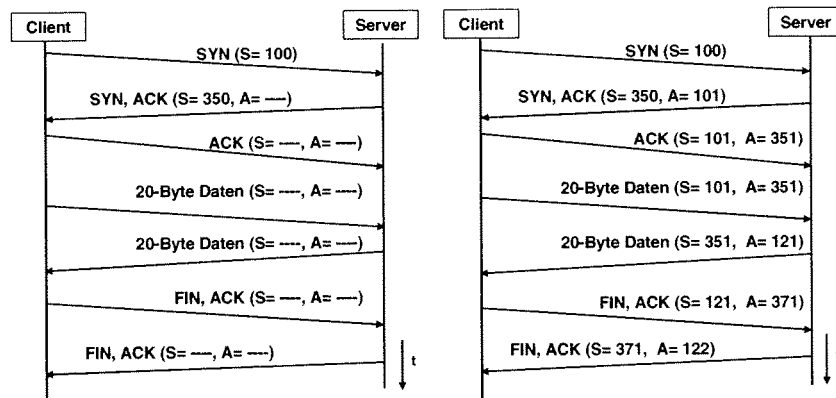 Client
Server
SYN (S= 100)
SYN, ACK (S= 350, A= ----)
ACK (S= ----, A= ----)
20-Byte Daten (S= ----, A= ----)
20-Byte Daten (S= ----, A= ----)
FIN, ACK (S= ----, A= ----)
FIN, ACK (S= ----, A= ----)
t
Client
Server
SYN (S= 100)
SYN, ACK (S= 350, A= 101)
ACK (S= 101, A= 351)
20-Byte Daten (S= 101, A= 351)
20-Byte Daten (S= 351, A= 121)
FIN, ACK (S= 121, A= 371)
FIN, ACK (S= 371, A= 122)